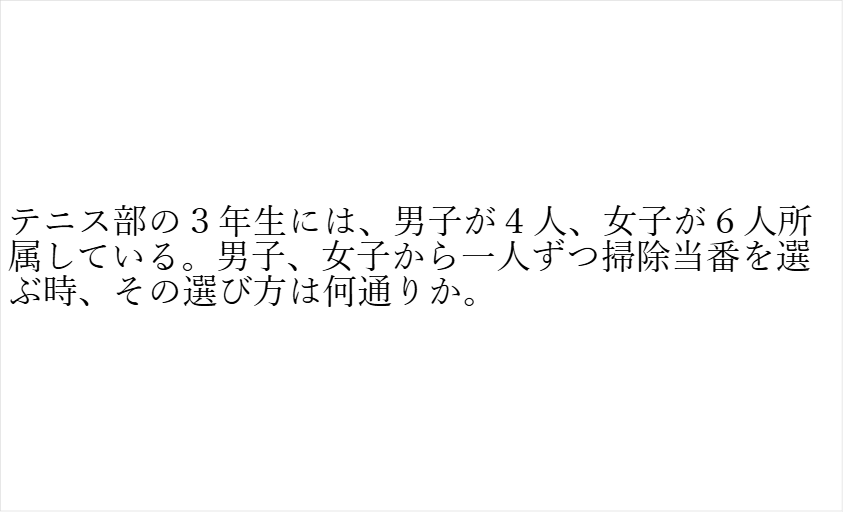 テニス部の３年生には、男子が４人、女子が６人所
属している。男子、女子から一人ずつ掃除当番を選
ぶ時、その選び方は何通りか。